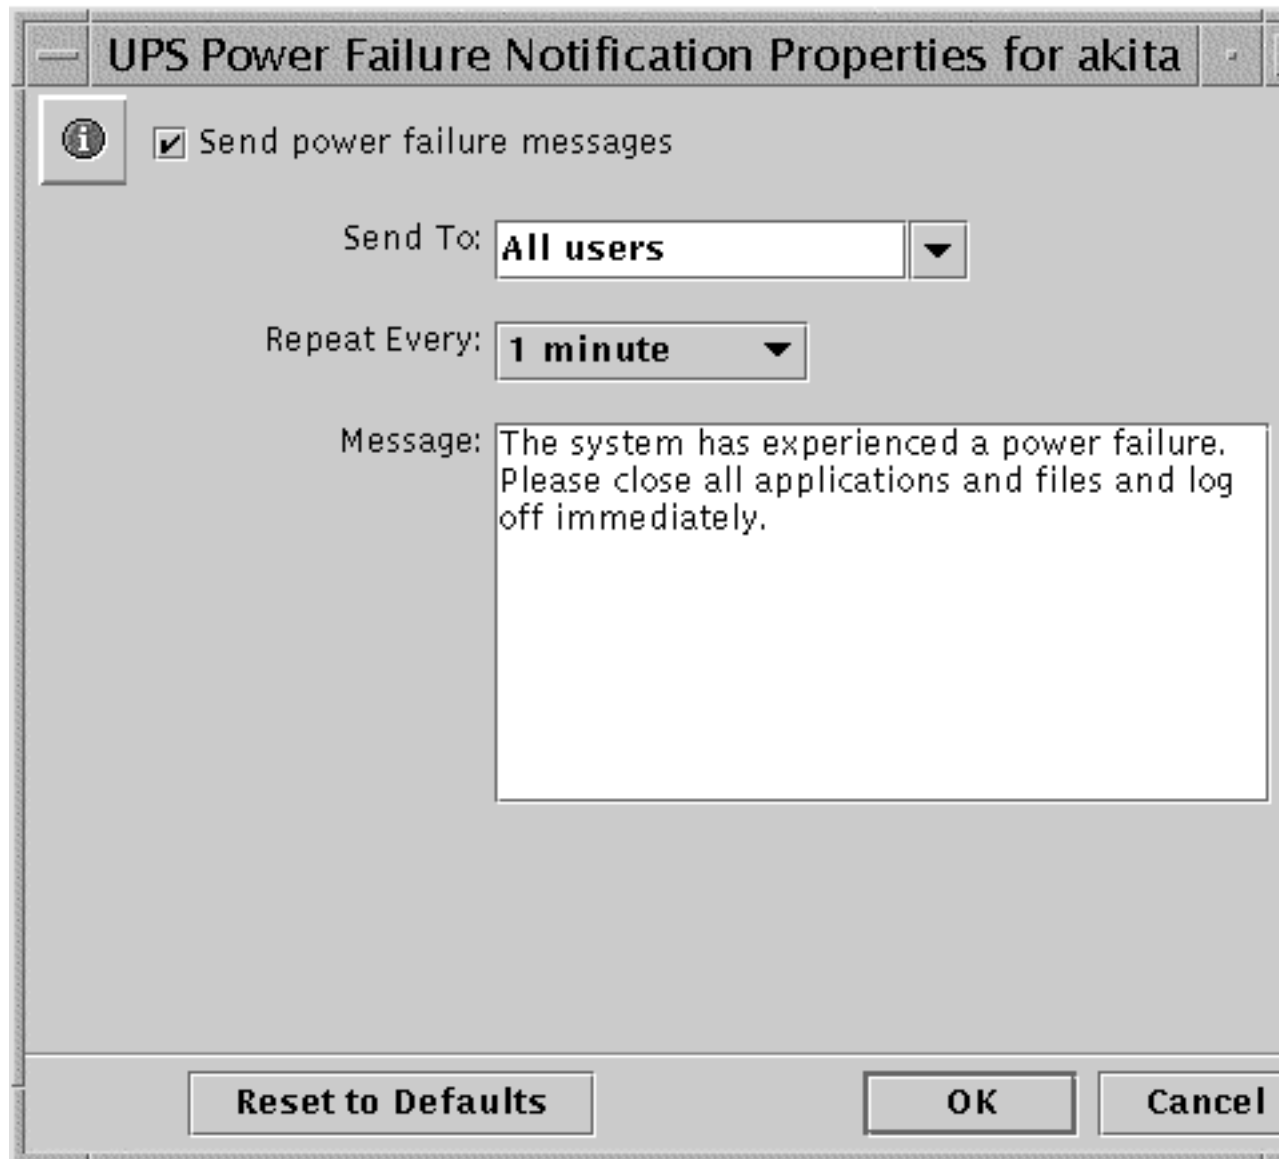 UPS Power Failure Notification Properties for akita
Send power failure messages
Send To: All users
Repeat Every: 1 minute
Message: The system has experienced a power failure.
Please close all applications and files and log
off immediately.
Reset to Defaults OK Cancel